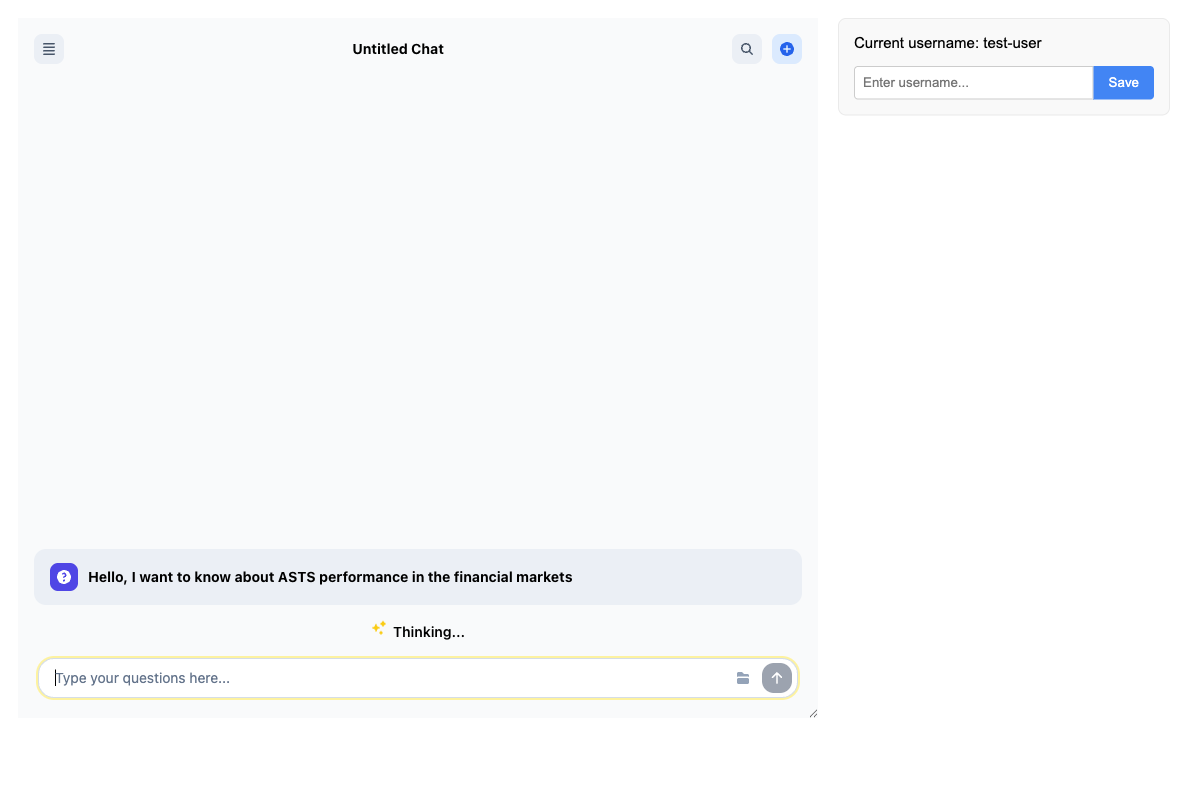 Untitled Chat
Current username: test-user
Enter username...
Save
Hello, I want to know about ASTS performance in the financial markets
Thinking...
Type your questions here...